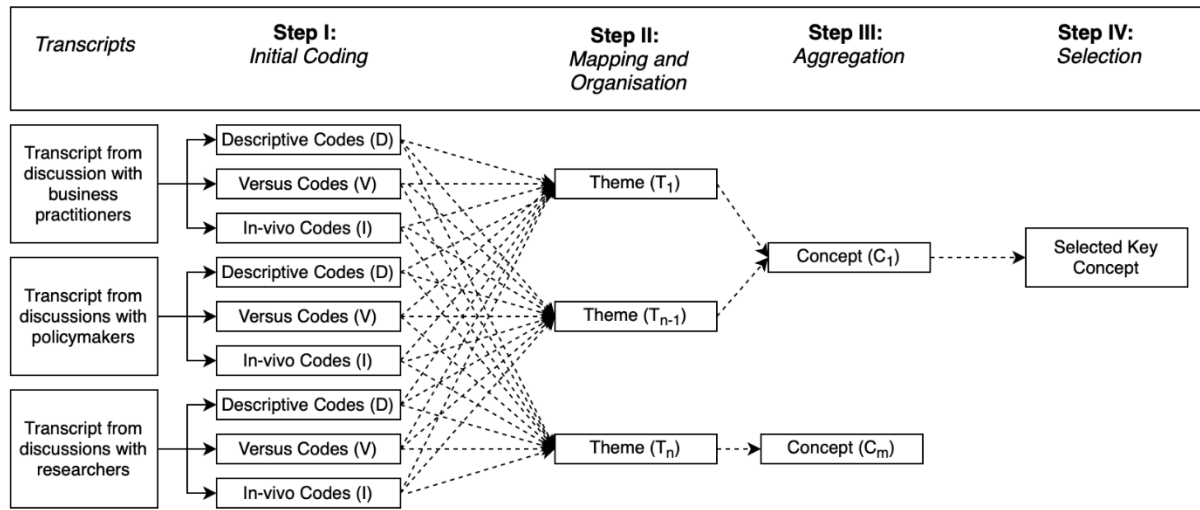 Transcripts
Step I:
Initial Coding
Step II:
Mapping and
Organisation
Step III:
Aggregation
Step IV:
Selection
Transcript from
discussion with
business
practitioners
Descriptive Codes (D)
Versus Codes (V)
In-vivo Codes (I)
Transcript from
discussions with
policymakers
Descriptive Codes (D)
Versus Codes (V)
In-vivo Codes (I)
Transcript from
discussions with
researchers
Descriptive Codes (D)
Versus Codes (V)
In-vivo Codes (I)
Theme (T1)
Theme (Tn-1)
Theme (Tn)
Concept (C1)
Concept (Cm)
Selected Key
Concept